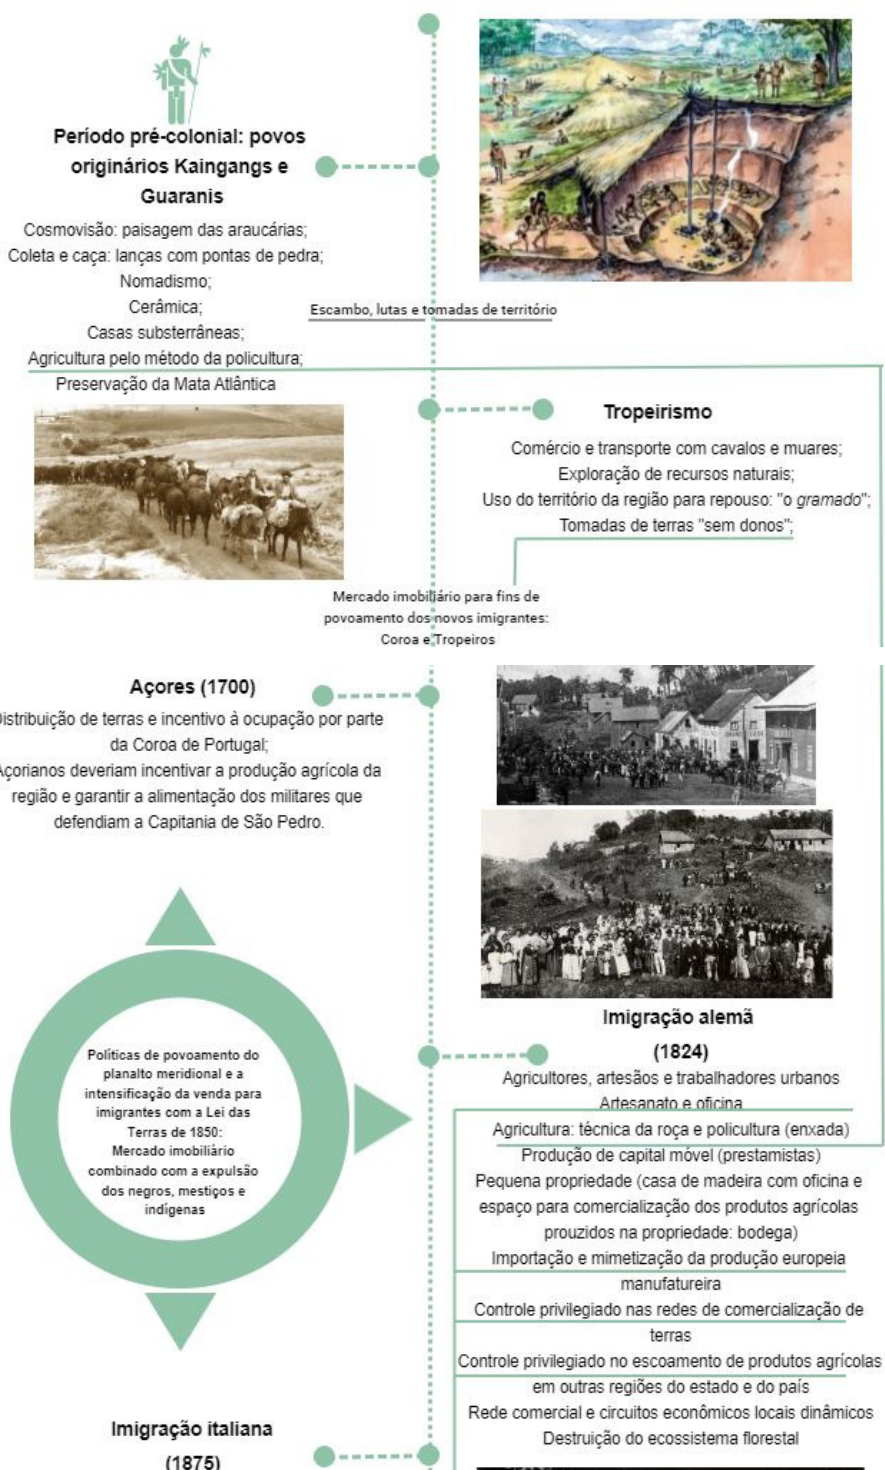 Período pré-colonial: povos
originários Kaingangs e
Guaranis
Cosmovisão: paisagem das araucárias;
Coleta e caça: lanças com pontas de pedra;
Nomadismo;
Cerâmica;
Casas substerrâneas;
Agricultura pelo método da policultura;
Preservação da Mata Atlântica
Escambo, lutas e tomadas de território
Tropeirismo
Comércio e transporte com cavalos e muares;
Exploração de recursos naturais;
Uso do território da região para repouso: "o gramado";
Tomadas de terras "sem donos";
Mercado imobiliário para fins de
povoamento dos novos imigrantes:
Coroa e Tropeiros
Açores (1700)
istribuição de terras e incentivo à ocupação por parte
da Coroa de Portugal;
Açorianos deveriam incentivar a produção agrícola da
região e garantir a alimentação dos militares que
defendiam a Capitania de São Pedro.
Políticas de povoamento do
planalto meridional e a
intensificação da venda para
imigrantes com a Lei das
Terras de 1850:
Mercado imobiliário
combinado com a expulsão
dos negros, mestiços e
indígenas
Imigração alemã
(1824)
Agricultores, artesãos e trabalhadores urbanos
Artesanato e oficina
Agricultura: técnica da roça e policultura (enxada)
Produção de capital móvel (prestamistas)
Pequena propriedade (casa de madeira com oficina e
espaço para comercialização dos produtos agrícolas
prouzidos na propriedade: bodega)
Importação e mimetização da produção europeia
manufatureira
Controle privilegiado nas redes de comercialização de
terras
Controle privilegiado no escoamento de produtos agrícolas
em outras regiões do estado e do país
Rede comercial e circuitos econômicos locais dinâmicos
Destruição do ecossistema florestal
Imigração italiana
(1875)